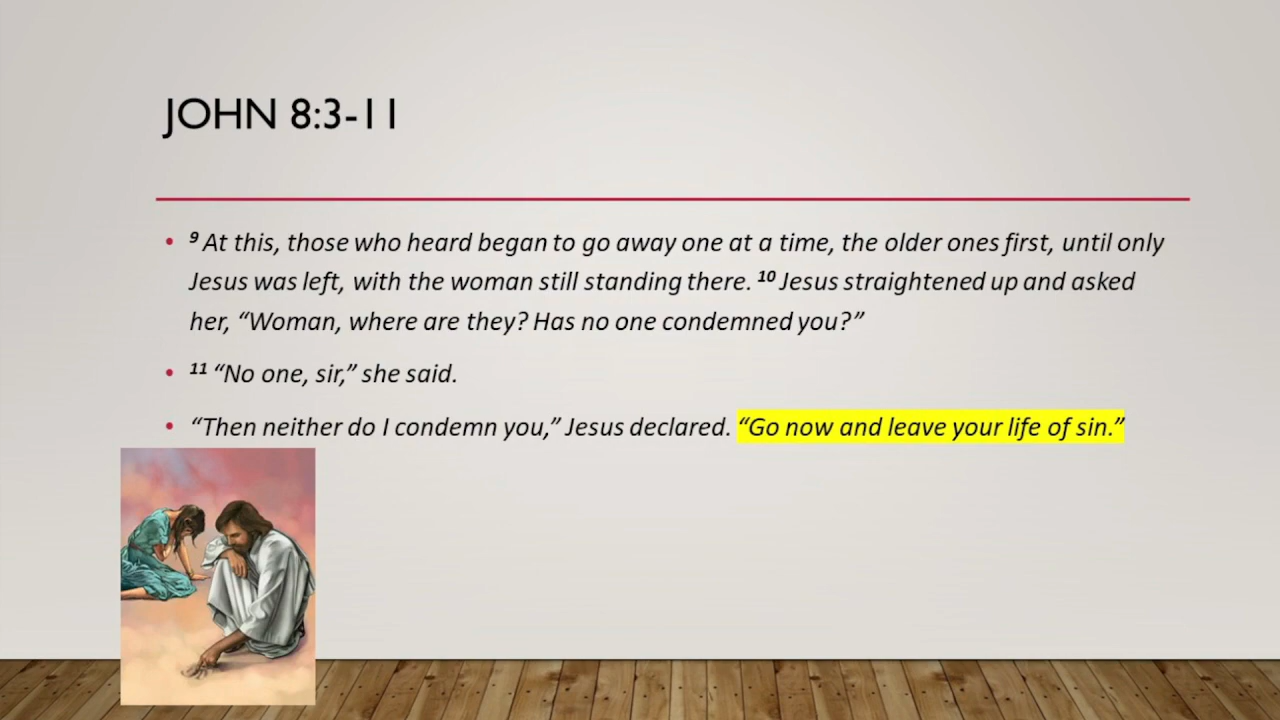 JOHN 8:3-11
• ⁹ At this, those who heard began to go away one at a time, the older ones first, until only
Jesus was left, with the woman still standing there. ¹⁰ Jesus straightened up and asked
her, “Woman, where are they? Has no one condemned you?”
• ¹¹ “No one, sir,” she said.
• “Then neither do I condemn you,” Jesus declared. “Go now and leave your life of sin.”